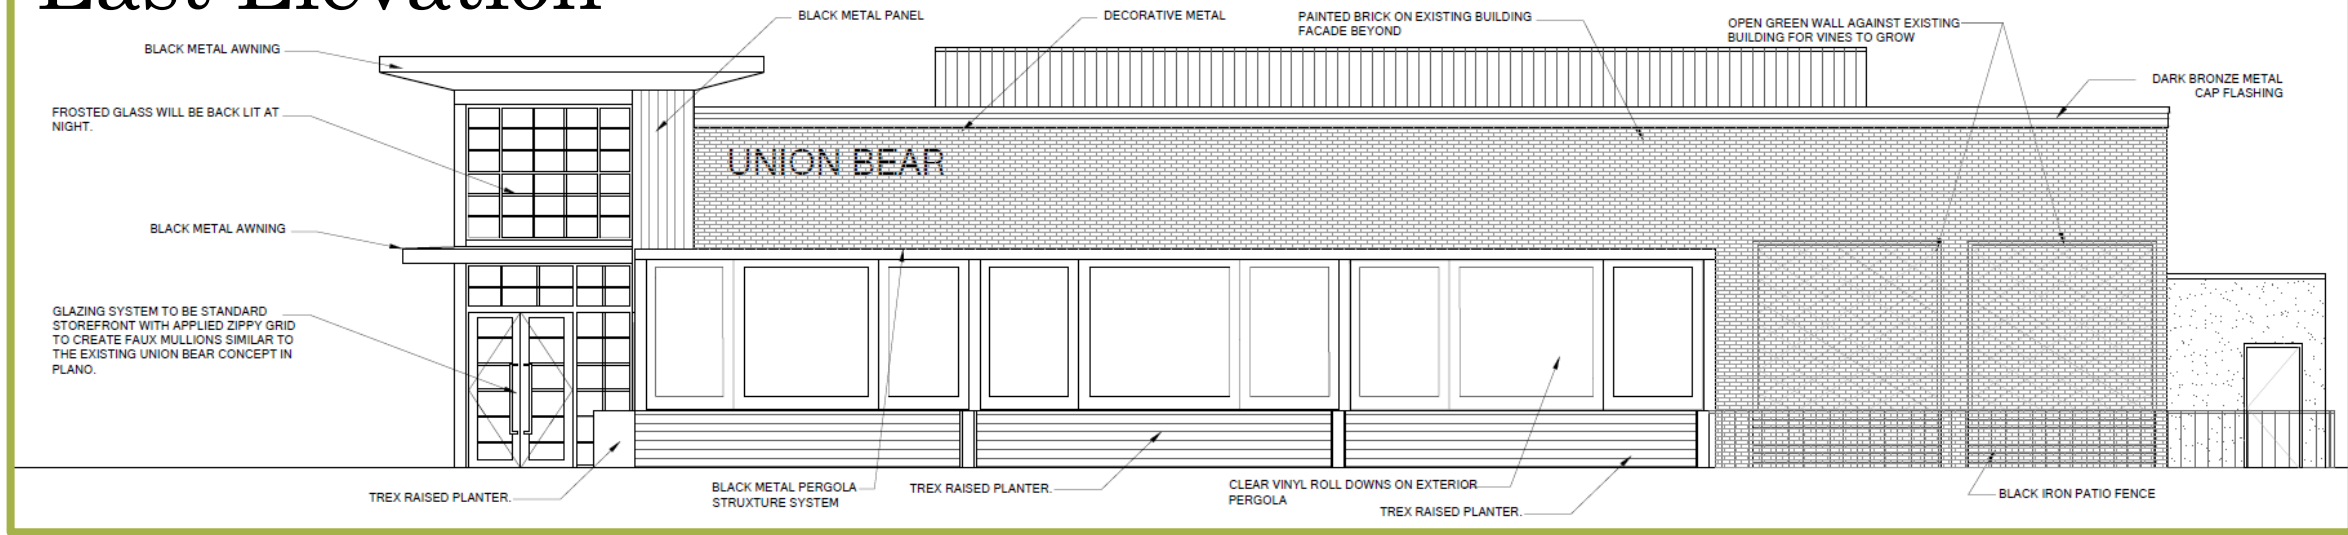 East Elevation
BLACK METAL PANEL
DECORATIVE METAL
PAINTED BRICK ON EXISTING BUILDING
FACADE BEYOND
OPEN GREEN WALL AGAINST EXISTING
BUILDING FOR VINES TO GROW
BLACK METAL AWNING
DARK BRONZE METAL
CAP FLASHING
FROSTED GLASS WILL BE BACK LIT AT
NIGHT.
UNION BEAR
BLACK METAL AWNING
GLAZING SYSTEM TO BE STANDARD
STOREFRONT WITH APPLIED ZIPPY GRID
TO CREATE FAUX MULLIONS SIMILAR TO
THE EXISTING UNION BEAR CONCEPT IN
PLANO.
TREX RAISED PLANTER.
BLACK METAL PERGOLA
STRUXTURE SYSTEM
TREX RAISED PLANTER.
CLEAR VINYL ROLL DOWNS ON EXTERIOR
PERGOLA
TREX RAISED PLANTER.
BLACK IRON PATIO FENCE